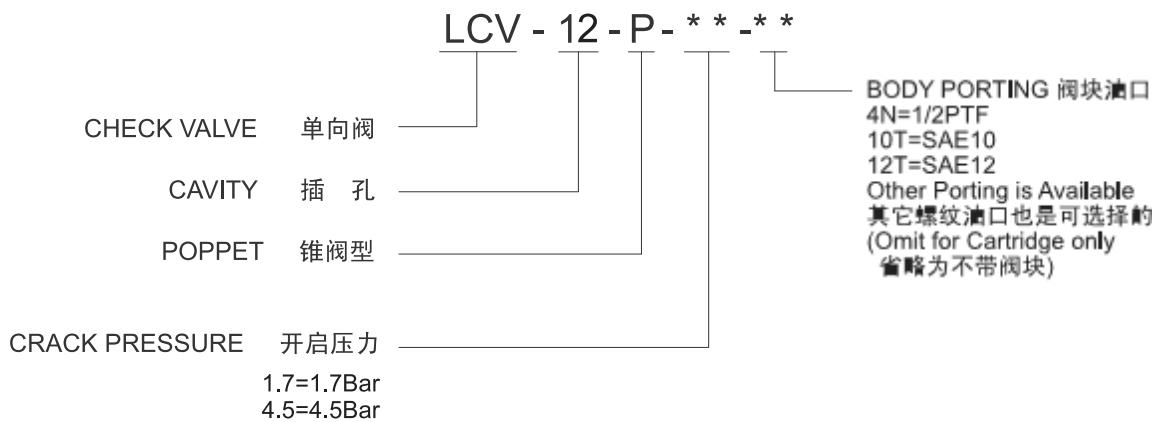 LCV - 12 - P - * * - * *
BODY PORTING 阀块油口
4N=1/2PTF
10T=SAE10
12T=SAE12
Other Porting is Available
其它螺纹油口也是可选择的
(Omit for Cartridge only
省略为不带阀块)
CHECK VALVE 单向阀
CAVITY 插 孔
POPPET 锥阀型
CRACK PRESSURE 开启压力
1.7=1.7Bar
4.5=4.5Bar